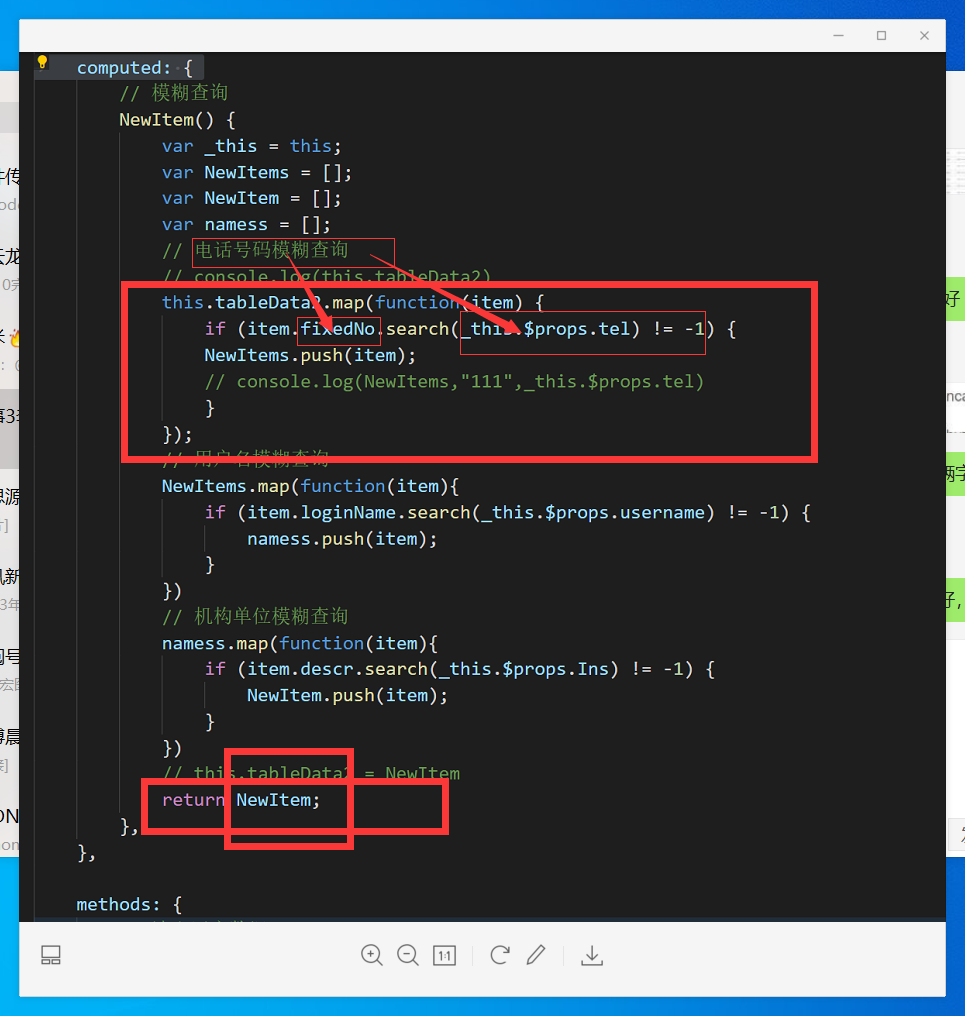 computed: {
// 模糊查询
NewItem() {
var _this = this;
var NewItems = [];
var NewItem = [];
var namess = [];
// 电话号码模糊查询
// console.log(this.tableData2)
this.tableData2.map(function(item) {
if (item.fixedNo.search(_this.$props.tel) != -1) {
NewItems.push(item);
// console.log(NewItems,"111",_this.$props.tel)
}
});
// 用户名模糊查询
NewItems.map(function(item){
if (item.loginName.search(_this.$props.username) != -1) {
namess.push(item);
}
})
// 机构单位模糊查询
namess.map(function(item){
if (item.descr.search(_this.$props.Ins) != -1) {
NewItem.push(item);
}
})
// this.tableData2 = NewItem
return NewItem;
},
},
methods: {
1:1